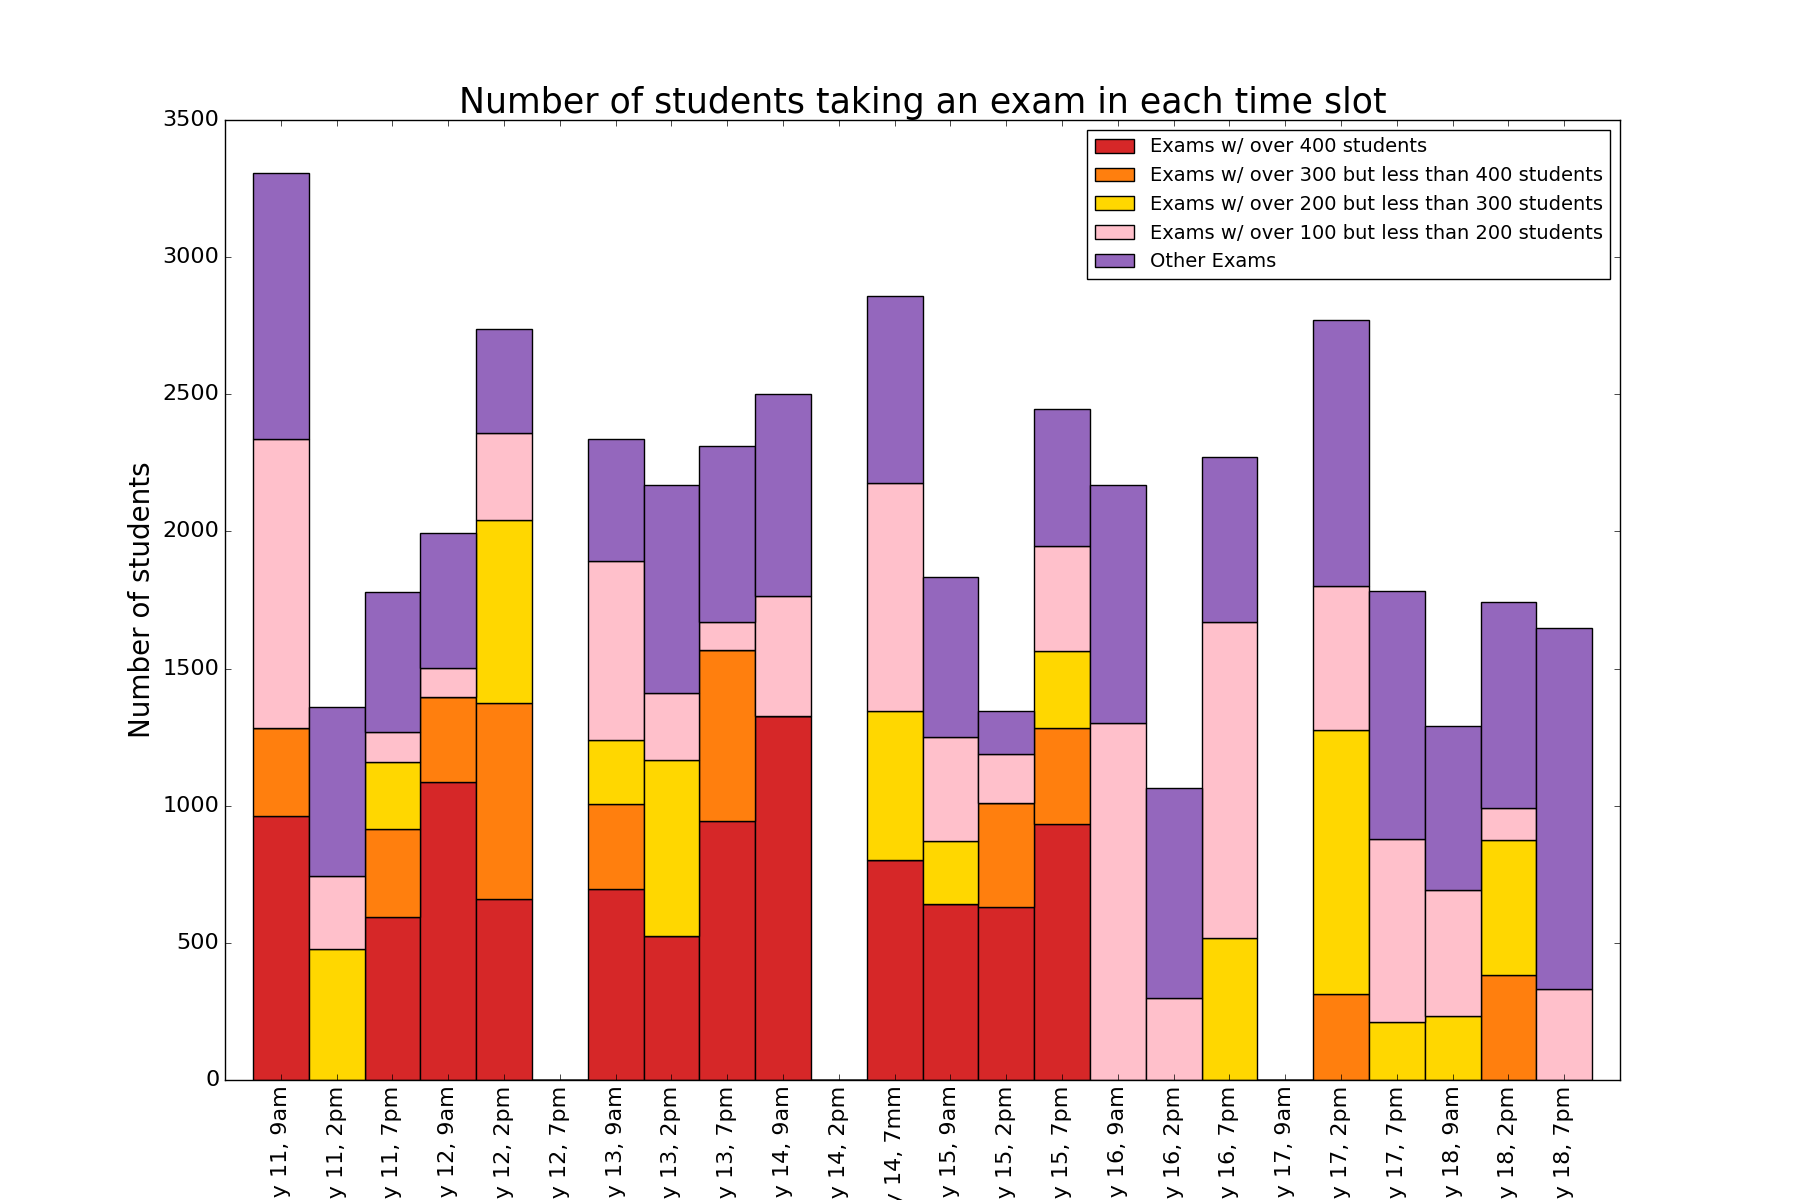 Number of students taking an exam in each time slot
Exams w/ over 400 students
Exams w/ over 300 but less than 400 students
Exams w/ over 200 but less than 300 students
Exams w/ over 100 but less than 200 students
Other Exams
Number of students
3500
3000
2500
2000
1500
1000
500
0
y 11, 9am
y 11, 2pm
y 11, 7pm
y 12, 9am
y 12, 2pm
y 12, 7pm
y 13, 9am
y 13, 2pm
y 13, 7pm
y 14, 9am
y 14, 2pm
y 14, 7mm
y 15, 9am
y 15, 2pm
y 15, 7pm
y 16, 9am
y 16, 2pm
y 16, 7pm
y 17, 9am
y 17, 2pm
y 17, 7pm
y 18, 9am
y 18, 2pm
y 18, 7pm